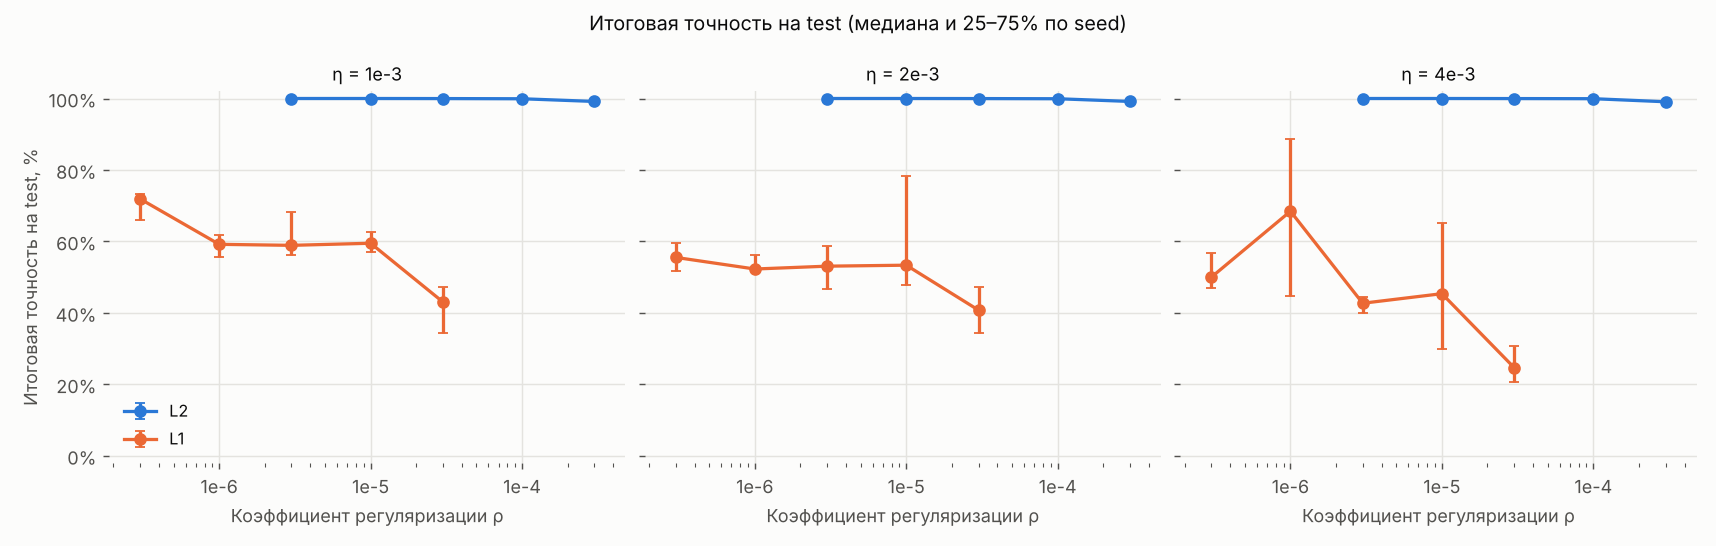 Итоговая точность на test (медиана и 25–75% по seed)
η = 1e-3
η = 2e-3
η = 4e-3
Итоговая точность на test, %
100%
80%
60%
40%
20%
0%
L2
L1
1e-6
1e-5
1e-4
1e-6
1e-5
1e-4
1e-6
1e-5
1e-4
Коэффициент регуляризации ρ
Коэффициент регуляризации ρ
Коэффициент регуляризации ρ